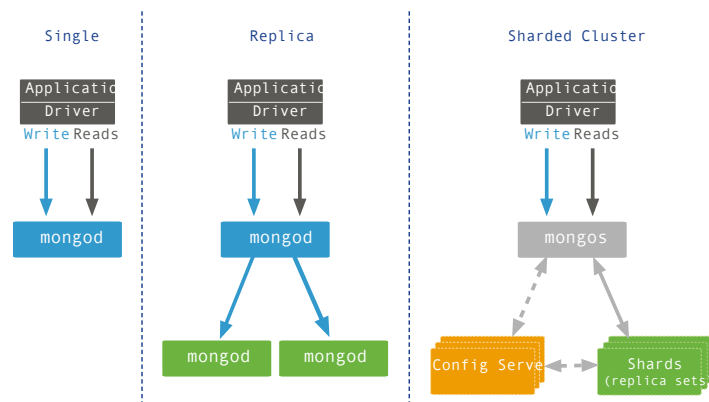 Single
Replica
Sharded Cluster
Applicatio
Driver
Write Reads
Applicatio
Driver
Write Reads
Applicatio
Driver
Write Reads
mongod
mongod
mongos
mongod
mongod
Config Serve
Shards
(replica sets